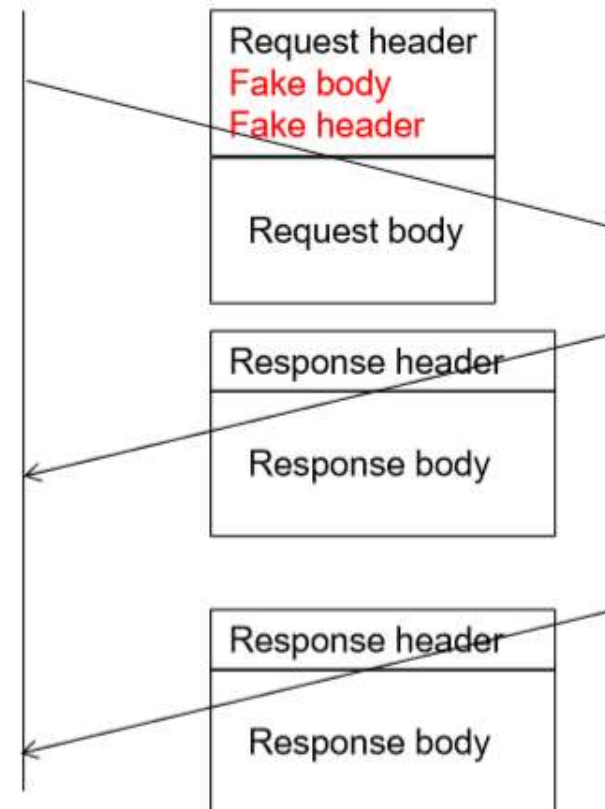 Request header
Fake body
Fake header
Request body
Response header
Response body
Response header
Response body